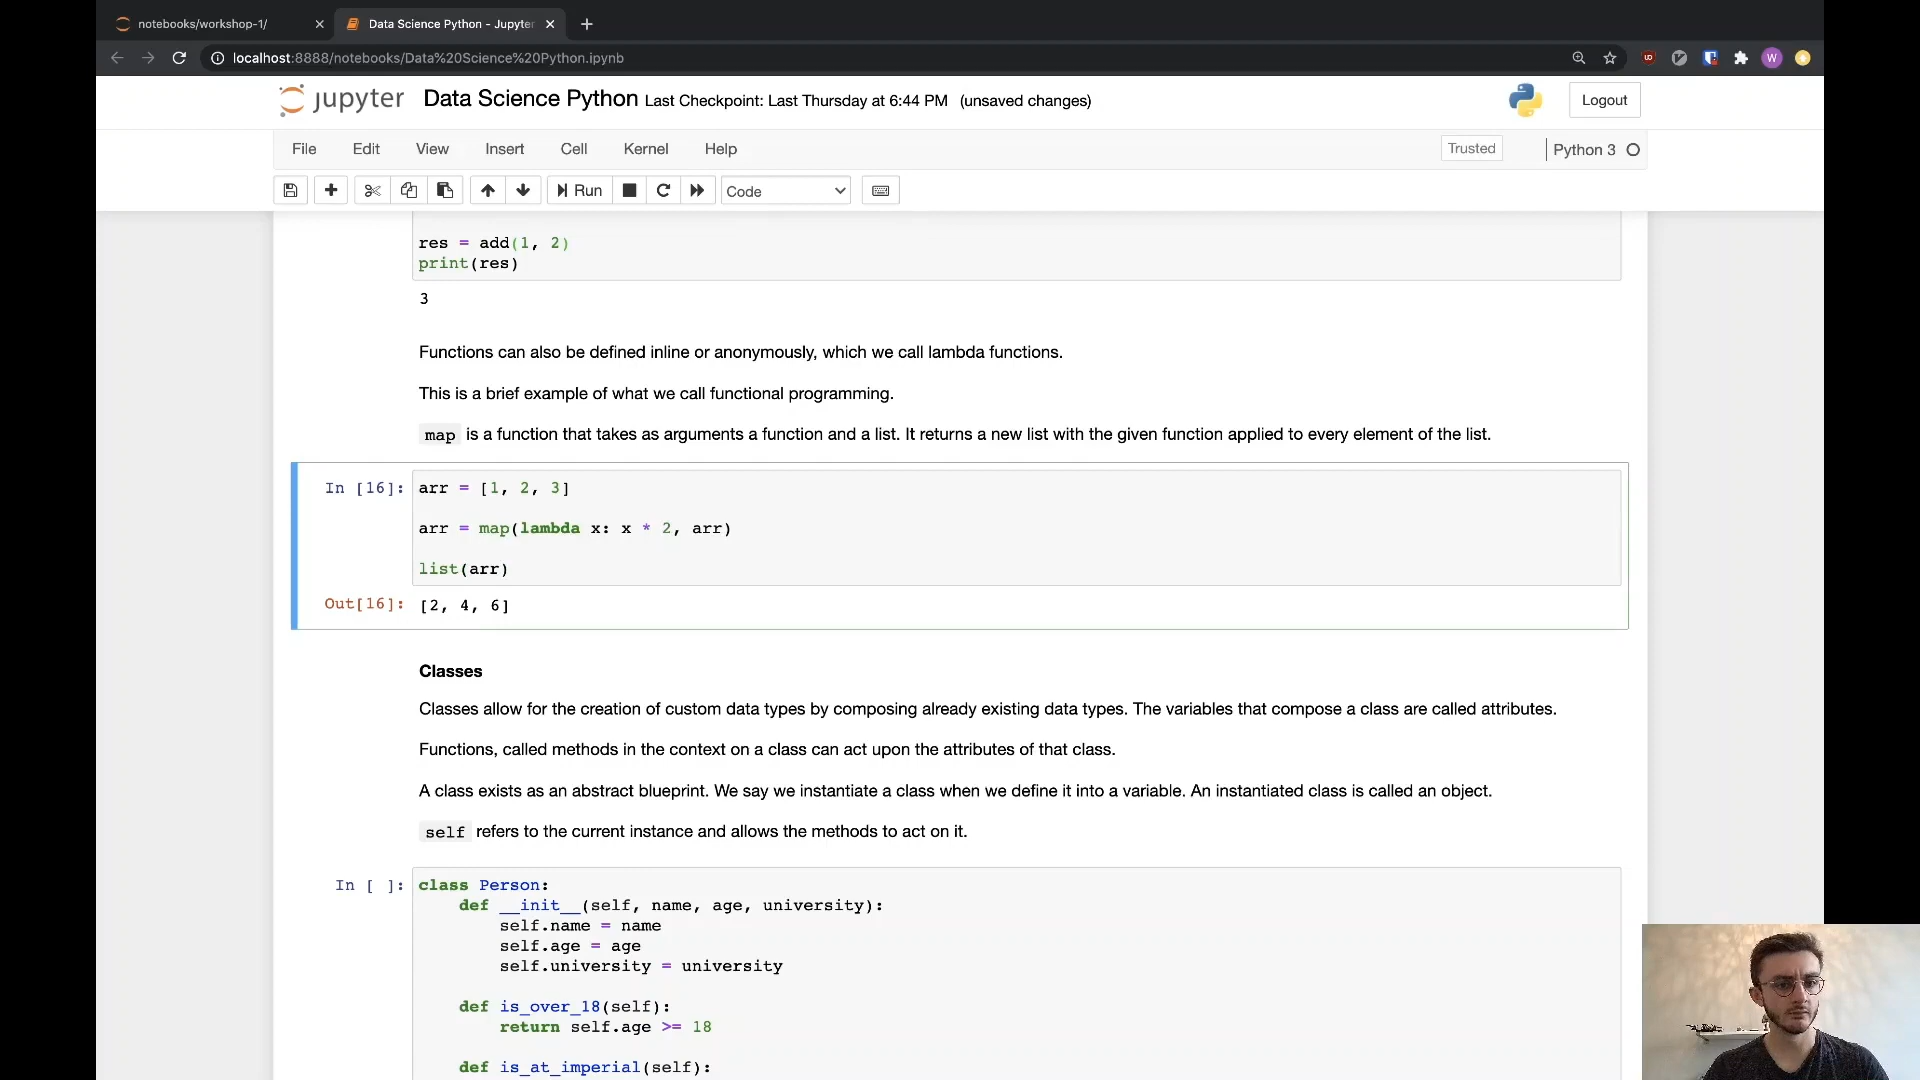 notebooks/workshop-1/
Data Science Python - Jupyter
localhost:8888/notebooks/Data%20Science%20Python.ipynb
W
jupyter Data Science Python Last Checkpoint: Last Thursday at 6:44 PM (unsaved changes)
Logout
File Edit View Insert Cell Kernel Help
Trusted
Python 3
Run
Code
res = add(1, 2)
print(res)
3
Functions can also be defined inline or anonymously, which we call lambda functions.
This is a brief example of what we call functional programming.
map is a function that takes as arguments a function and a list. It returns a new list with the given function applied to every element of the list.
In [16]: arr = [1, 2, 3]
arr = map(lambda x: x * 2, arr)
list(arr)
Out[16]: [2, 4, 6]
Classes
Classes allow for the creation of custom data types by composing already existing data types. The variables that compose a class are called attributes.
Functions, called methods in the context on a class can act upon the attributes of that class.
A class exists as an abstract blueprint. We say we instantiate a class when we define it into a variable. An instantiated class is called an object.
self refers to the current instance and allows the methods to act on it.
In [ ]: class Person:
def __init__(self, name, age, university):
self.name = name
self.age = age
self.university = university
def is_over_18(self):
return self.age >= 18
def is_at_imperial(self):